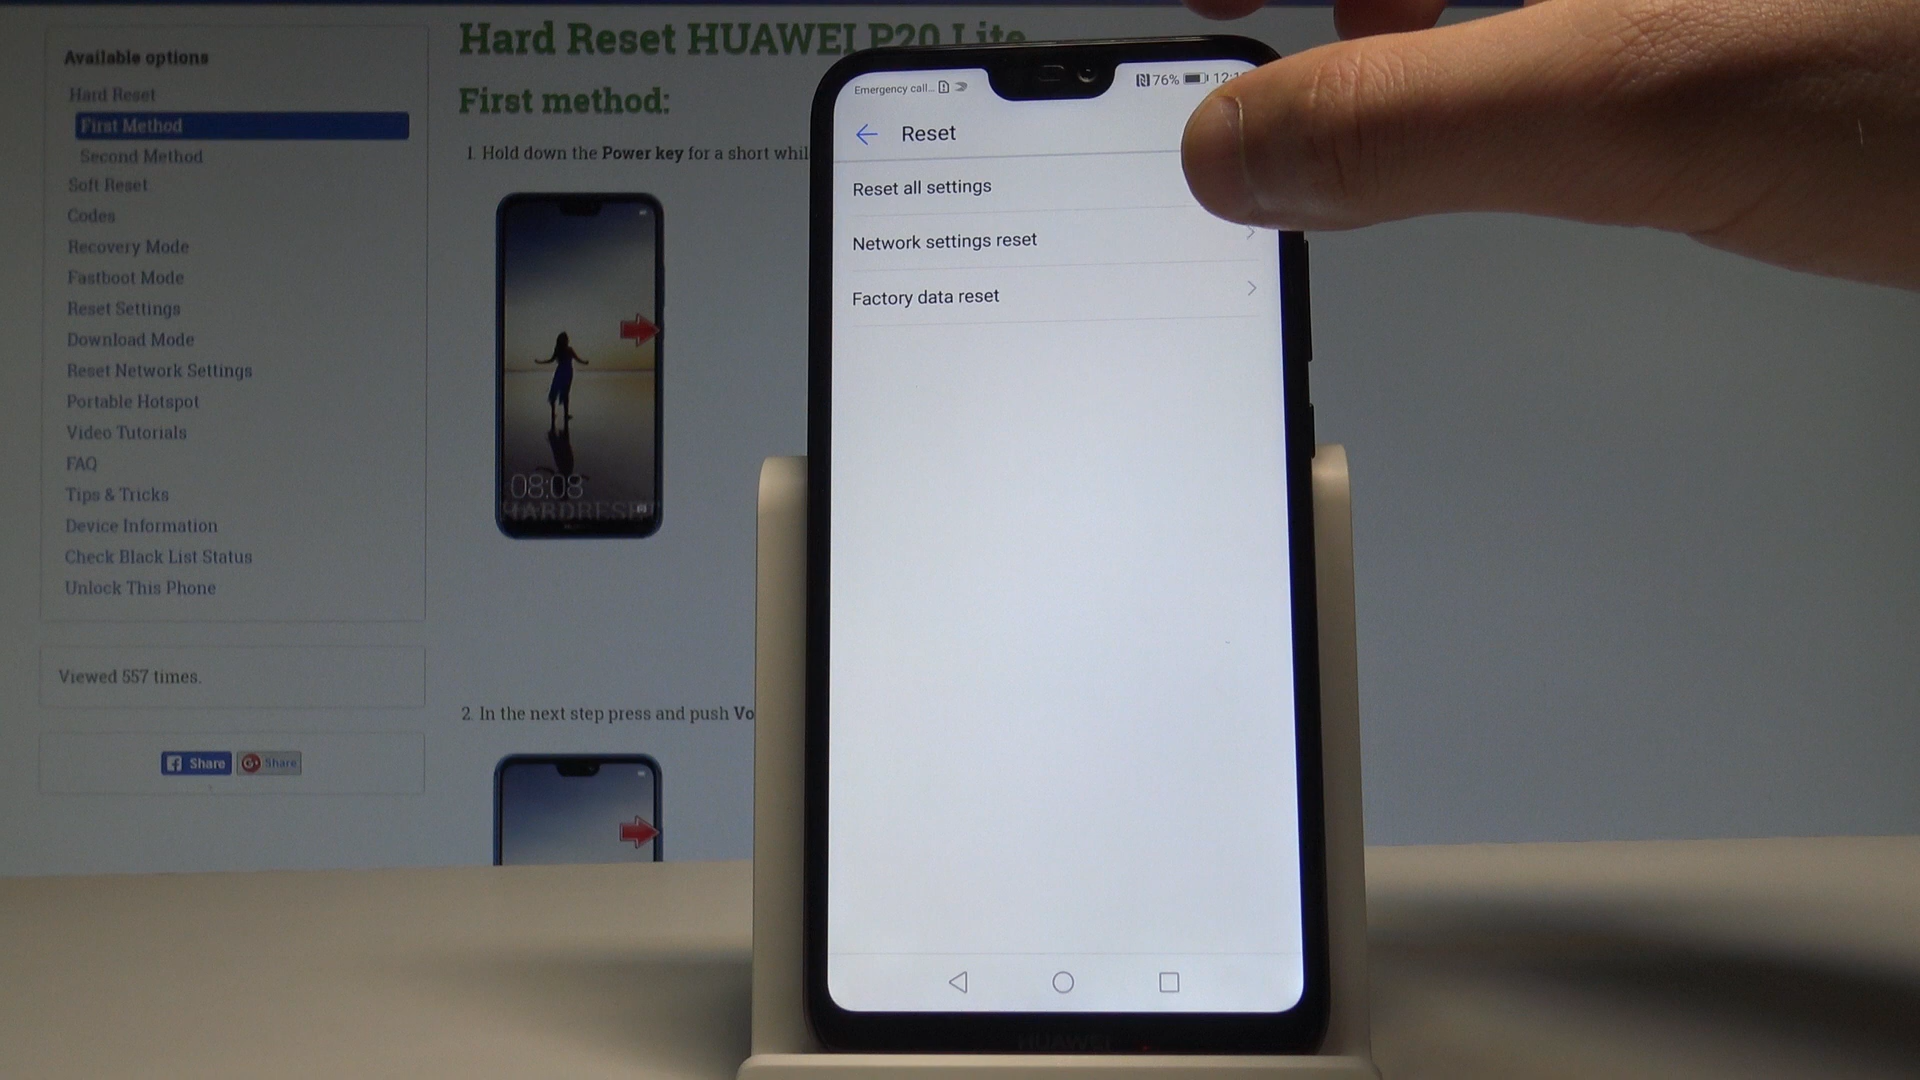 Available options
Hard Reset
First Method
Second Method
Soft Reset
Codes
Recovery Mode
Fastboot Mode
Reset Settings
Download Mode
Reset Network Settings
Portable Hotspot
Video Tutorials
FAQ
Tips & Tricks
Device Information
Check Black List Status
Unlock This Phone
Viewed 557 times.
Share
G+ Share
Hard Reset HUAWEI P20 Lite
First method:
1. Hold down the Power key for a short whil
08:08
HARDRESET
2. In the next step press and push Vo
Emergency call...
76%
Reset
Reset all settings
Network settings reset
Factory data reset
HUAWEI